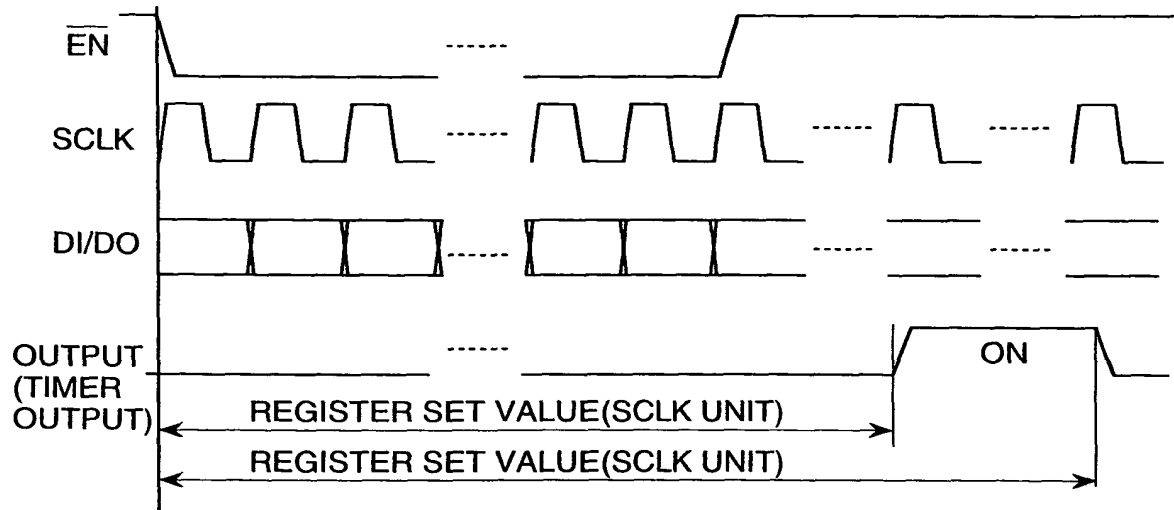 EN
SCLK
DI/DO
OUTPUT
(TIMER
OUTPUT)
ON
REGISTER SET VALUE(SCLK UNIT)
REGISTER SET VALUE(SCLK UNIT)